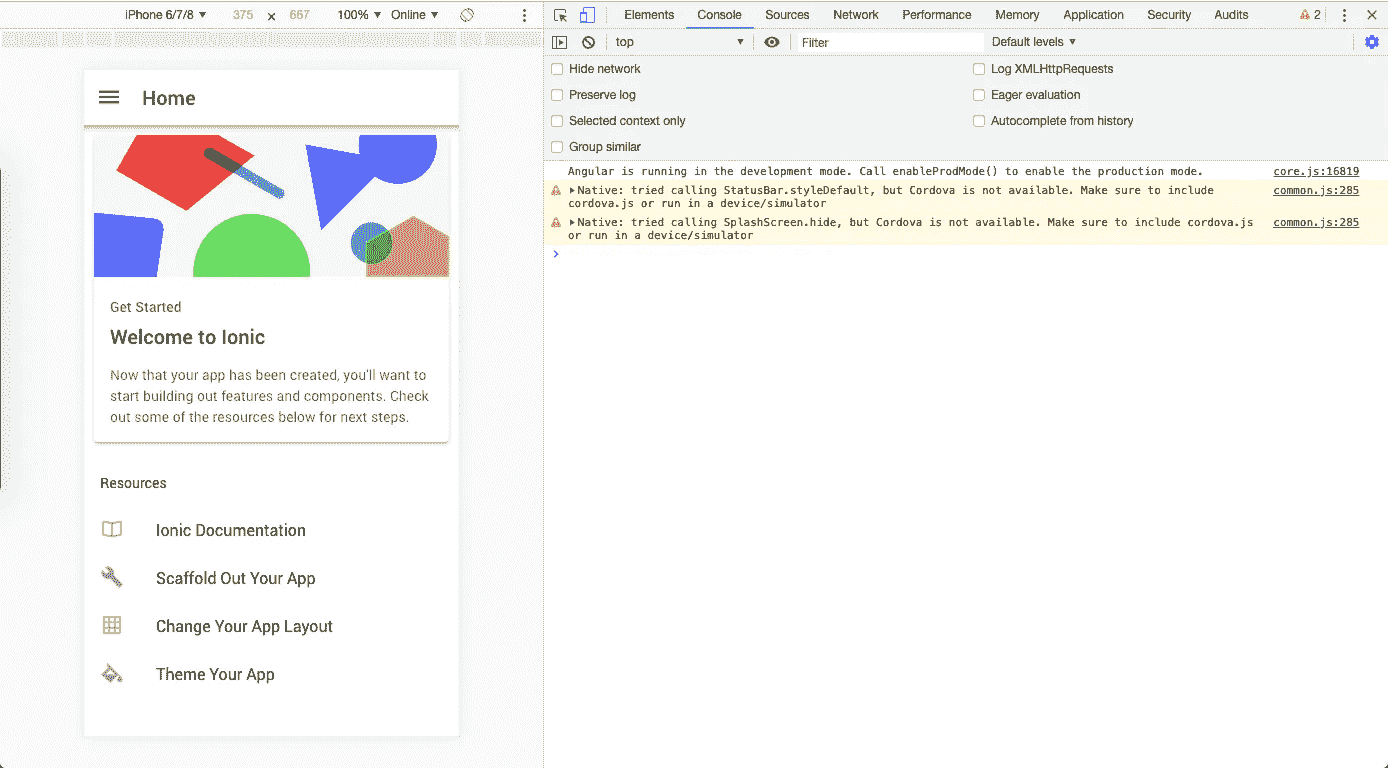 iPhone 6/7/8 ▼ 375 x 667 100% ▼ Online ▼
Home
Get Started
Welcome to Ionic
Now that your app has been created, you'll want to
start building out features and components. Check
out some of the resources below for next steps.
Resources
Ionic Documentation
Scaffold Out Your App
Change Your App Layout
Theme Your App
Elements Console Sources Network Performance Memory Application Security Audits 2
top ▼ Filter Default levels ▼
Hide network Log XMLHttpRequests
Preserve log Eager evaluation
Selected context only Autocomplete from history
Group similar
Angular is running in the development mode. Call enableProdMode() to enable the production mode. core.js:16819
Native: tried calling StatusBar.styleDefault, but Cordova is not available. Make sure to include common.js:285
cordova.js or run in a device/simulator
Native: tried calling SplashScreen.hide, but Cordova is not available. Make sure to include cordova.js common.js:285
or run in a device/simulator